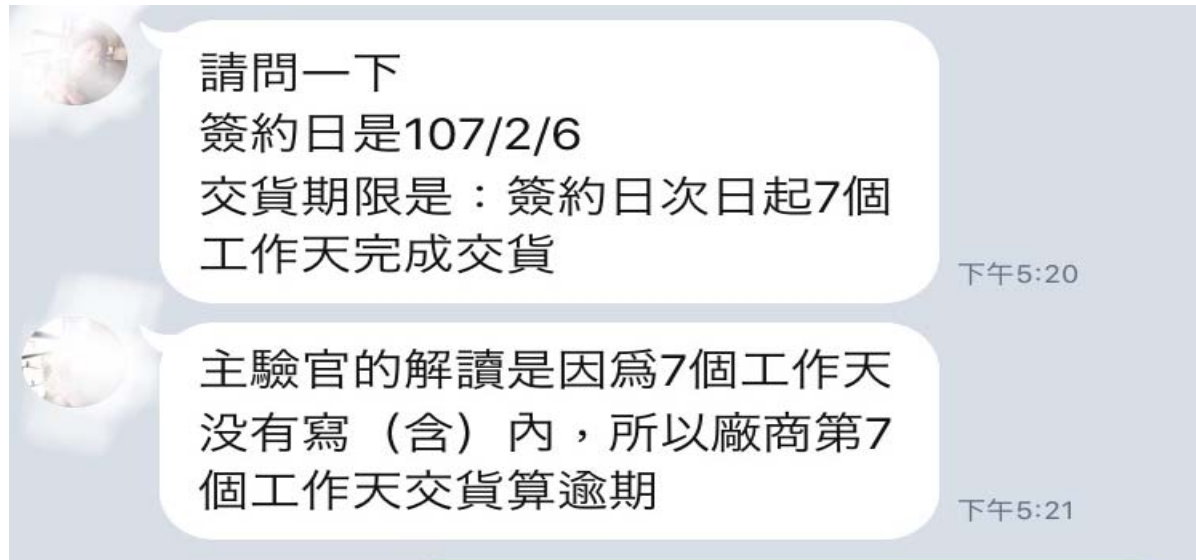 請問一下
簽約日是107/2/6
交貨期限是：簽約日次日起7個
工作天完成交貨
下午5:20
主驗官的解讀是因爲7個工作天
没有寫（含）內，所以廠商第7
個工作天交貨算逾期
下午5:21